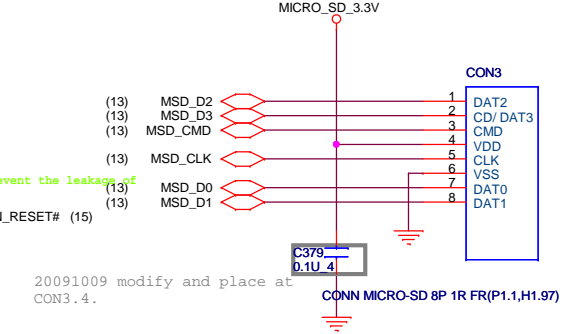 MICRO_SD_3.3V
CON3
(13) MSD_D2 1 DAT2
(13) MSD_D3 2 CD/DAT3
(13) MSD_CMD 3 CMD
4 VDD
(13) MSD_CLK 5 CLK
6 VSS
event the leakage of
(13) MSD_D0 7 DAT0
(13) MSD_D1 8 DAT1
_RESET# (15)
C379
0.1U_4
20091009 modify and place at
CON3.4.
CONN MICRO-SD 8P 1R FR(P1.1,H1.97)